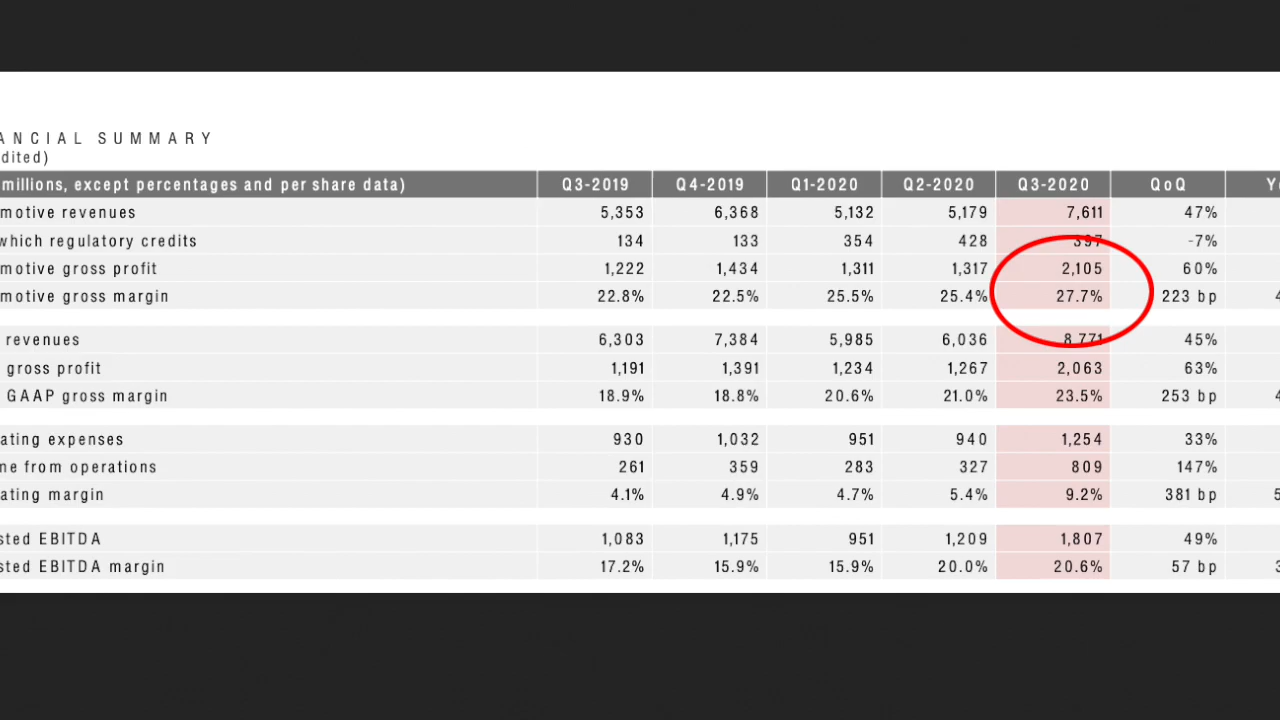 ANCIAL SUMMARY
dited)
millions, except percentages and per share data) Q3-2019 Q4-2019 Q1-2020 Q2-2020 Q3-2020 QoQ Y
motive revenues 5,353 6,368 5,132 5,179 7,611 47%
which regulatory credits 134 133 354 428 397 -7%
motive gross profit 1,222 1,434 1,311 1,317 2,105 60%
motive gross margin 22.8% 22.5% 25.5% 25.4% 27.7% 223 bp 4
revenues 6,303 7,384 5,985 6,036 8,771 45%
gross profit 1,191 1,391 1,234 1,267 2,063 63%
GAAP gross margin 18.9% 18.8% 20.6% 21.0% 23.5% 253 bp 4
ating expenses 930 1,032 951 940 1,254 33%
me from operations 261 359 283 327 809 147%
ating margin 4.1% 4.9% 4.7% 5.4% 9.2% 381 bp 5
sted EBITDA 1,083 1,175 951 1,209 1,807 49%
sted EBITDA margin 17.2% 15.9% 15.9% 20.0% 20.6% 57 bp 3